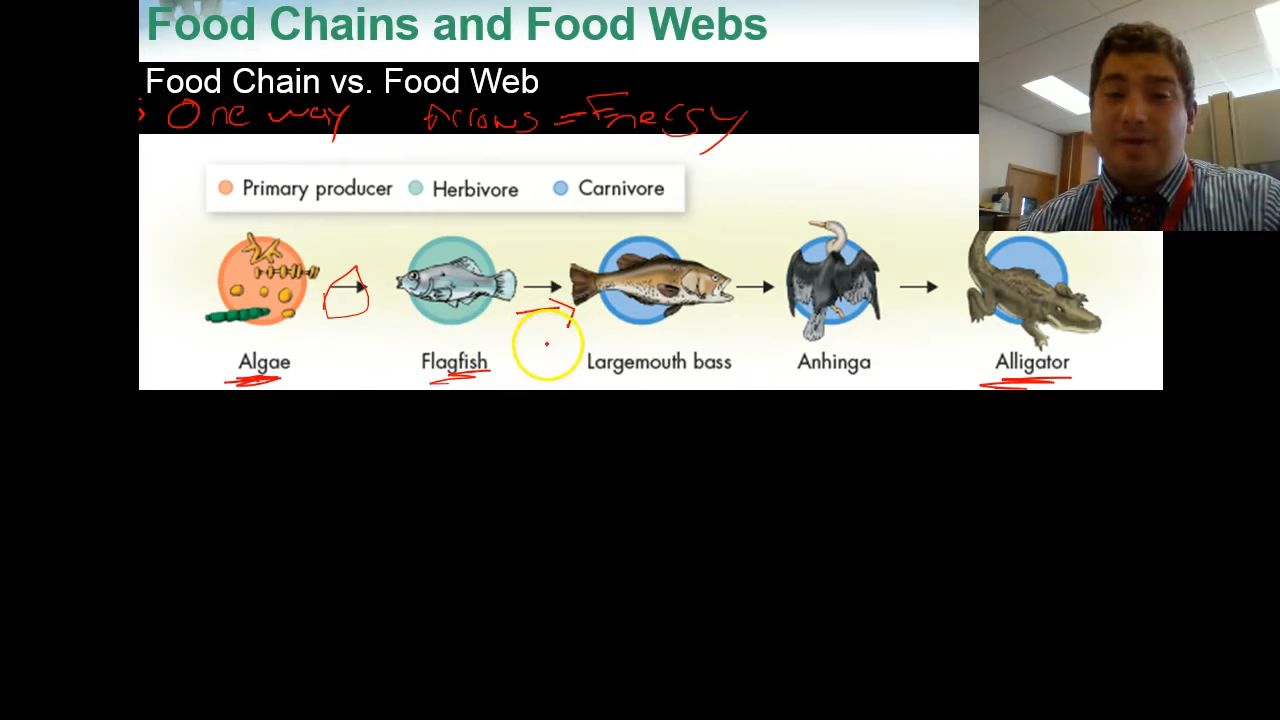 Food Chains and Food Webs
Food Chain vs. Food Web
One way Arrows = Energy
Primary producer Herbivore Carnivore
Algae Flagfish Largemouth bass Anhinga Alligator